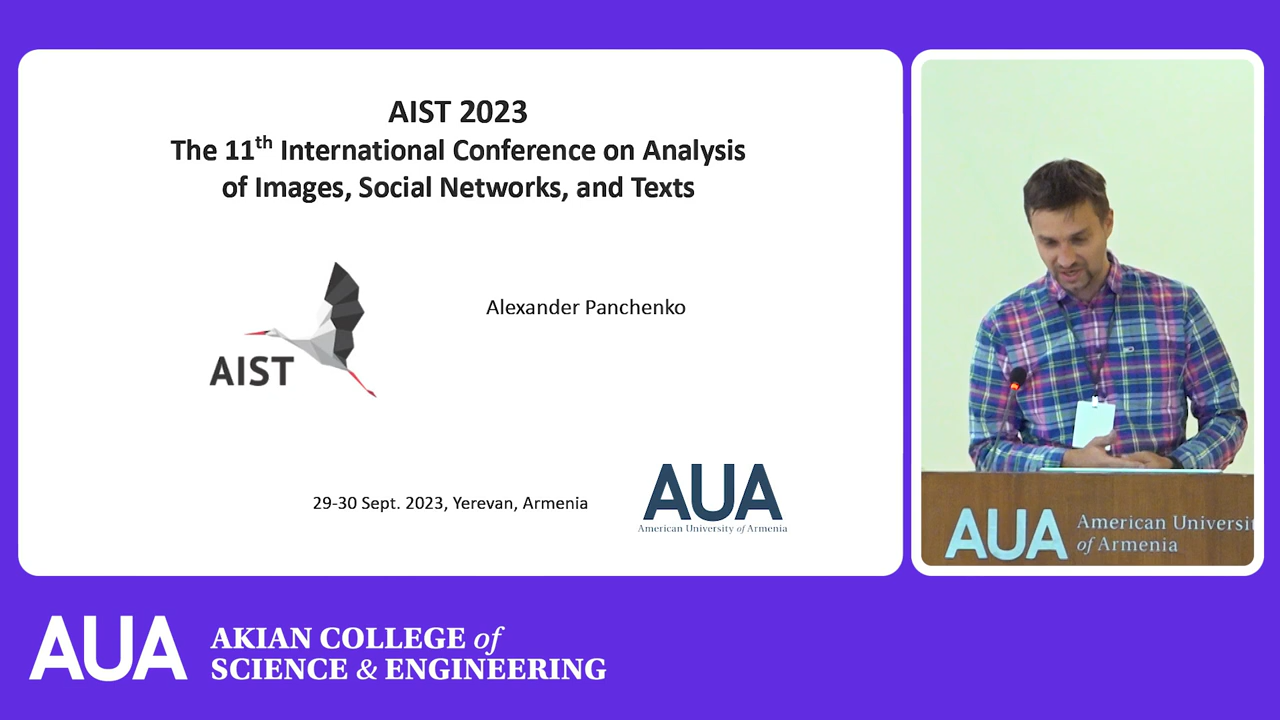 AIST 2023
The 11th International Conference on Analysis
of Images, Social Networks, and Texts
AIST
Alexander Panchenko
29-30 Sept. 2023, Yerevan, Armenia
AUA
American University of Armenia
AUA
American Universi
of Armenia
AUA
AKIAN COLLEGE of
SCIENCE & ENGINEERING